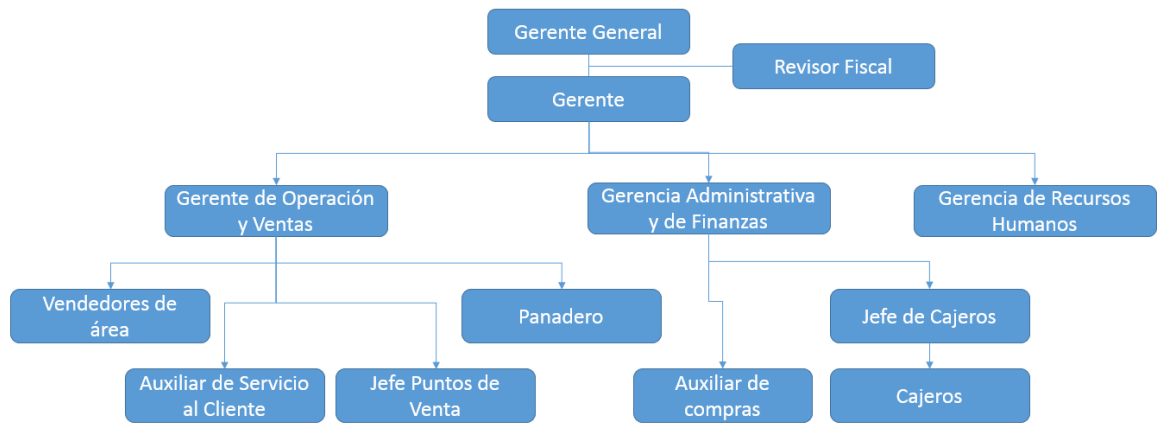 Gerente General
Revisor Fiscal
Gerente
Gerente de Operación
y Ventas
Gerencia Administrativa
y de Finanzas
Gerencia de Recursos
Humanos
Vendedores de
área
Panadero
Jefe de Cajeros
Auxiliar de Servicio
al Cliente
Jefe Puntos de
Venta
Auxiliar de
compras
Cajeros